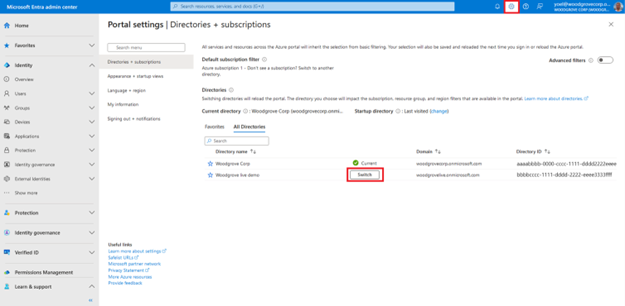 Microsoft Entra admin center
Search resources, services, and docs (G+/)
yoel@woodgrovecorp.o...
WOODGROVE CORP (WOODGR...
Home
Favorites
Identity
Overview
Users
Groups
Devices
Applications
Protection
Identity governance
External Identities
Show more
Protection
Identity governance
Verified ID
Permissions Management
Learn & support
Portal settings | Directories + subscriptions
Search menu
Directories + subscriptions
Appearance + startup views
Language + region
My information
Signing out + notifications
Useful links
Learn more about settings
Safelist URLs
Microsoft partner network
Privacy Statement
More Azure resources
Provide feedback
All services and resources across the Azure portal will inherit the selection from basic filtering. Your selection will also be saved and reloaded the next time you sign in or reload the Azure portal.
Default subscription filter
Advanced filters
Azure subscription 1 - Don't see a subscription? Switch to another
directory.
Directories
Switching directories will reload the portal. The directory you choose will impact the subscription, resource group, and region filters that are available in the portal. Learn more about directories.
Current directory : Woodgrove Corp (woodgrovecorp.onmi...
Startup directory : Last visited (change)
Favorites All Directories
Search
Directory name Domain Directory ID
Woodgrove Corp Current woodgrovecorp.onmicrosoft.com aaaabbbb-0000-cccc-1111-dddd2222eeee
Woodgrove live demo Switch woodgrovelive.onmicrosoft.com bbbbcccc-1111-dddd-2222-eeee3333ffff